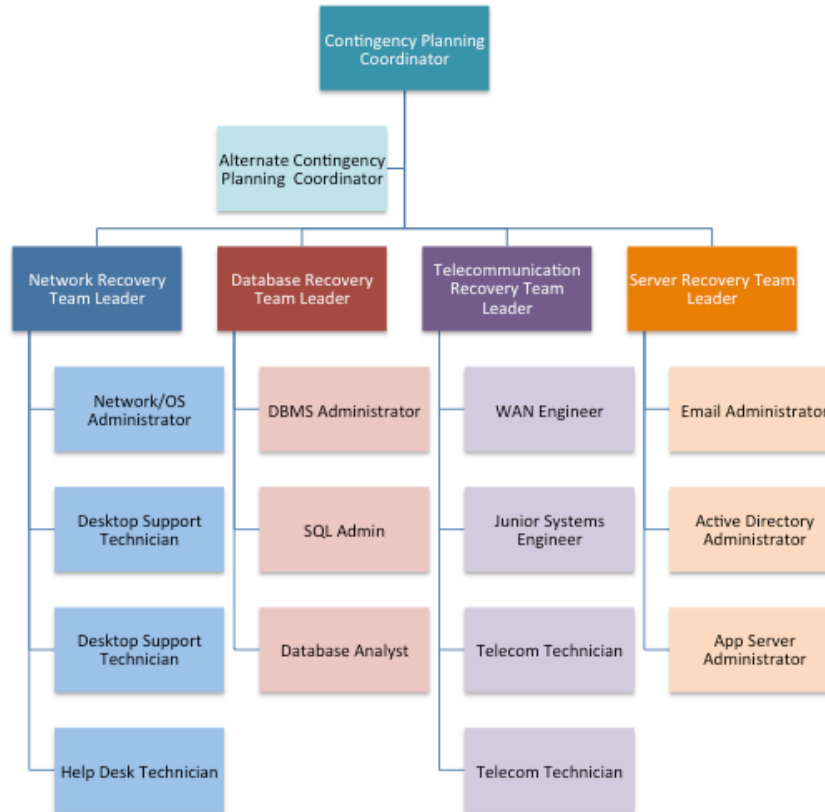 Contingency Planning
Coordinator
Alternate Contingency
Planning Coordinator
Network Recovery
Team Leader
Database Recovery
Team Leader
Telecommunication
Recovery Team
Leader
Server Recovery Team
Leader
Network/OS
Administrator
DBMS Administrator
WAN Engineer
Email Administrator
Desktop Support
Technician
SQL Admin
Junior Systems
Engineer
Active Directory
Administrator
Desktop Support
Technician
Database Analyst
Telecom Technician
App Server
Administrator
Help Desk Technician
Telecom Technician